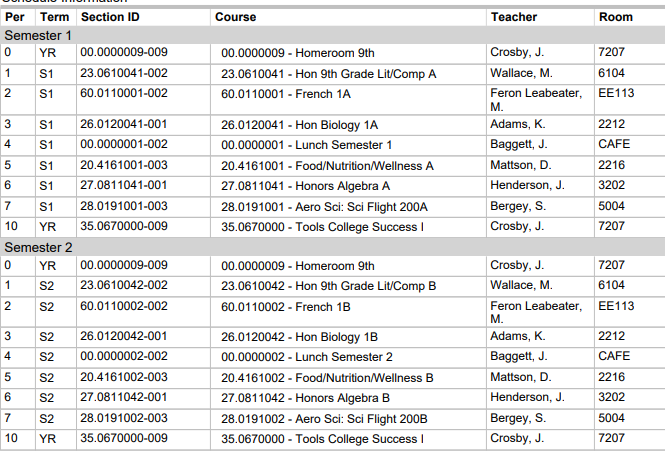 Schedule Information
Per Term Section ID Course Teacher Room
Semester 1
0 YR 00.0000009-009 00.0000009 - Homeroom 9th Crosby, J. 7207
1 S1 23.0610041-002 23.0610041 - Hon 9th Grade Lit/Comp A Wallace, M. 6104
2 S1 60.0110001-002 60.0110001 - French 1A Feron Leabeater, EE113
M.
3 S1 26.0120041-001 26.0120041 - Hon Biology 1A Adams, K. 2212
4 S1 00.0000001-002 00.0000001 - Lunch Semester 1 Baggett, J. CAFE
5 S1 20.4161001-003 20.4161001 - Food/Nutrition/Wellness A Mattson, D. 2216
6 S1 27.0811041-001 27.0811041 - Honors Algebra A Henderson, J. 3202
7 S1 28.0191001-003 28.0191001 - Aero Sci: Sci Flight 200A Bergey, S. 5004
10 YR 35.0670000-009 35.0670000 - Tools College Success I Crosby, J. 7207
Semester 2
0 YR 00.0000009-009 00.0000009 - Homeroom 9th Crosby, J. 7207
1 S2 23.0610042-002 23.0610042 - Hon 9th Grade Lit/Comp B Wallace, M. 6104
2 S2 60.0110002-002 60.0110002 - French 1B Feron Leabeater, EE113
M.
3 S2 26.0120042-001 26.0120042 - Hon Biology 1B Adams, K. 2212
4 S2 00.0000002-002 00.0000002 - Lunch Semester 2 Baggett, J. CAFE
5 S2 20.4161002-003 20.4161002 - Food/Nutrition/Wellness B Mattson, D. 2216
6 S2 27.0811042-001 27.0811042 - Honors Algebra B Henderson, J. 3202
7 S2 28.0191002-003 28.0191002 - Aero Sci: Sci Flight 200B Bergey, S. 5004
10 YR 35.0670000-009 35.0670000 - Tools College Success I Crosby, J. 7207